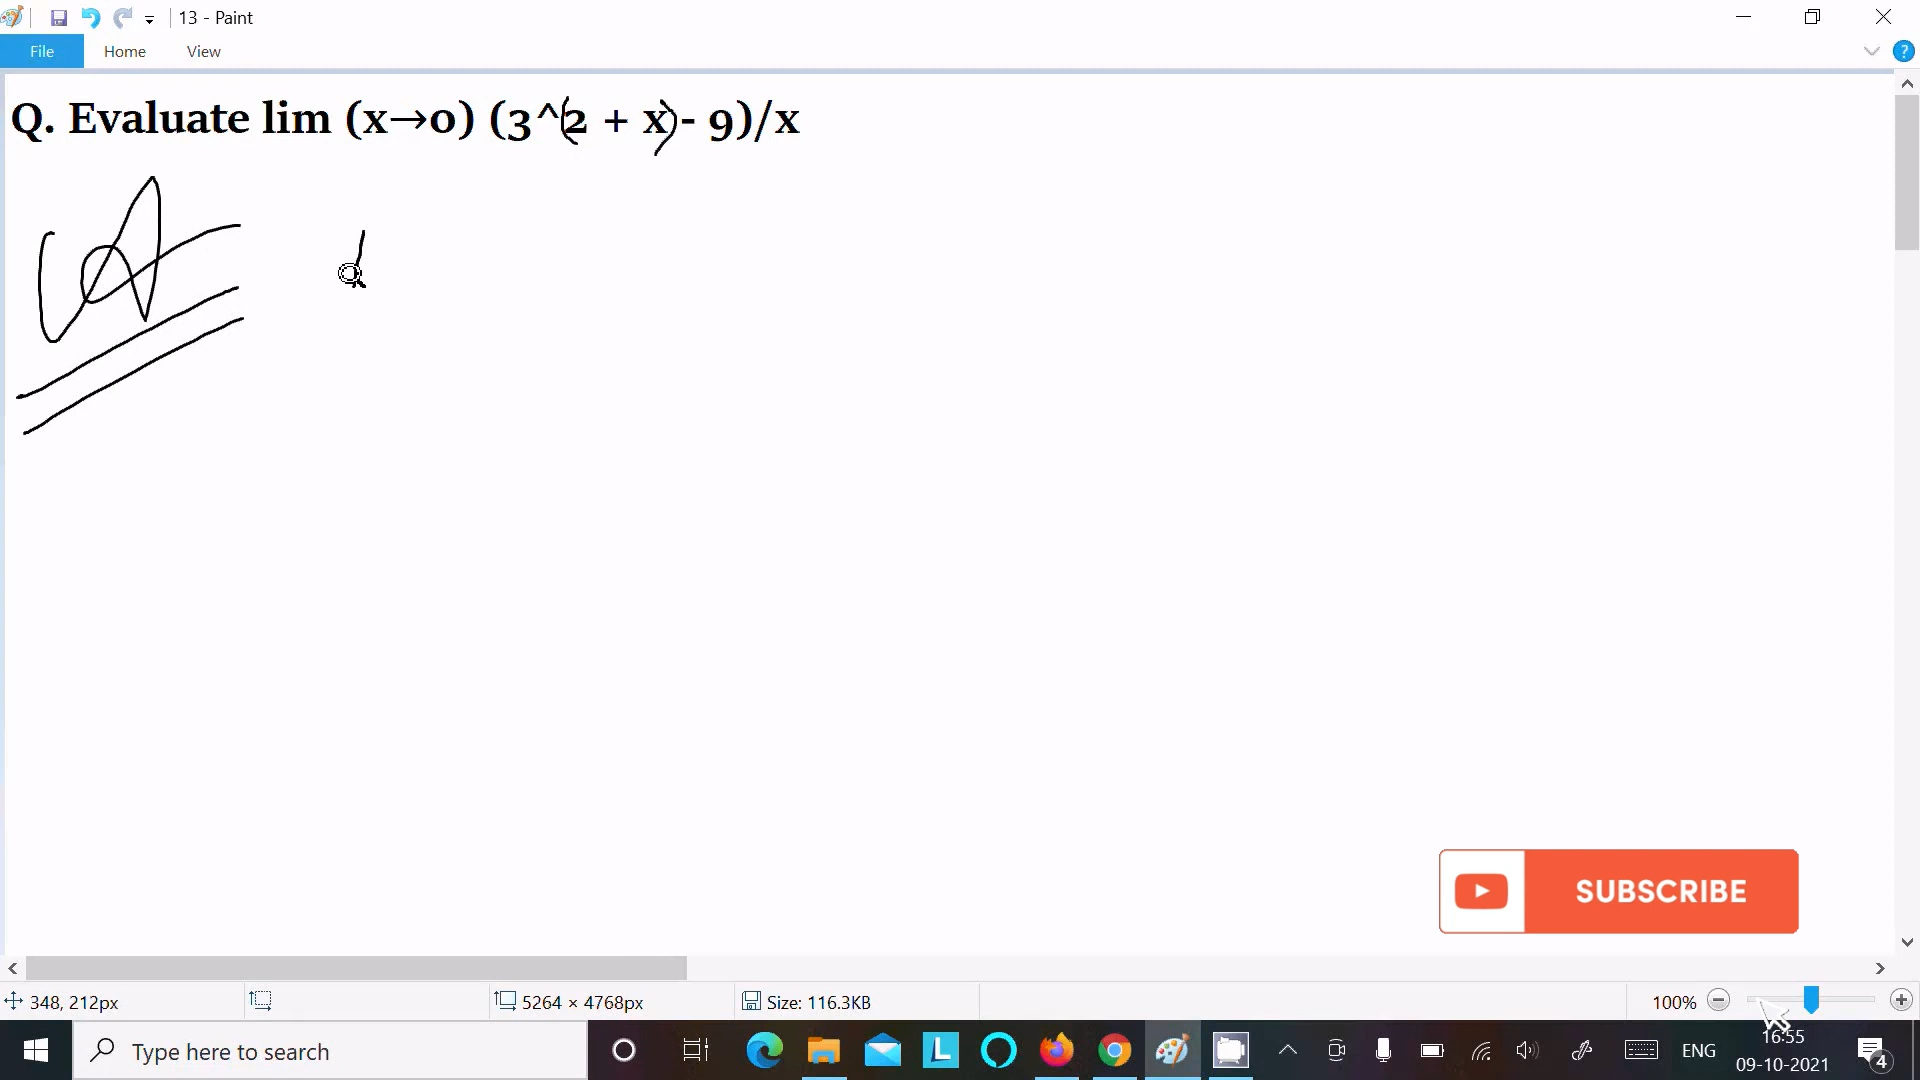 13 - Paint
File Home View
Q. Evaluate lim (x→0) (3^(2 + x) - 9)/x
SUBSCRIBE
348, 212px 5264 × 4768px Size: 116.3KB 100%
Type here to search
L
ENG
16:55
09-10-2021
4